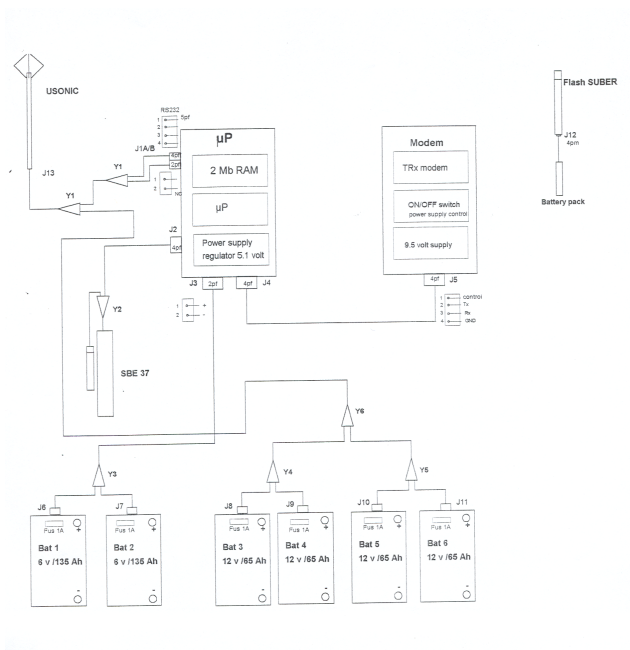 USONIC
J13
Y1
Y1
J1A/B
RS232
1
2
3
4
5pf
4pf
2pf
1
2
NC
µP
2 Mb RAM
µP
Power supply
regulator 5.1 volt
J2
4pf
J3
2pf
4pf
J4
1
2
+
-
Y2
SBE 37
Modem
TRx modem
ON/OFF switch
power supply control
9.5 volt supply
4pf
J5
1 control
2 Tx
3 Rx
4 GND
Flash SUBER
J12
4pm
Battery pack
Y6
Y3
Y4
Y5
J6
J7
J8
J9
J10
J11
Fus 1A
+
Bat 1
6 v /135 Ah
-
Fus 1A
+
Bat 2
6 v /135 Ah
-
Fus 1A
+
Bat 3
12 v /65 Ah
-
Fus 1A
+
Bat 4
12 v /65 Ah
-
Fus 1A
+
Bat 5
12 v /65 Ah
-
Fus 1A
+
Bat 6
12 v /65 Ah
-